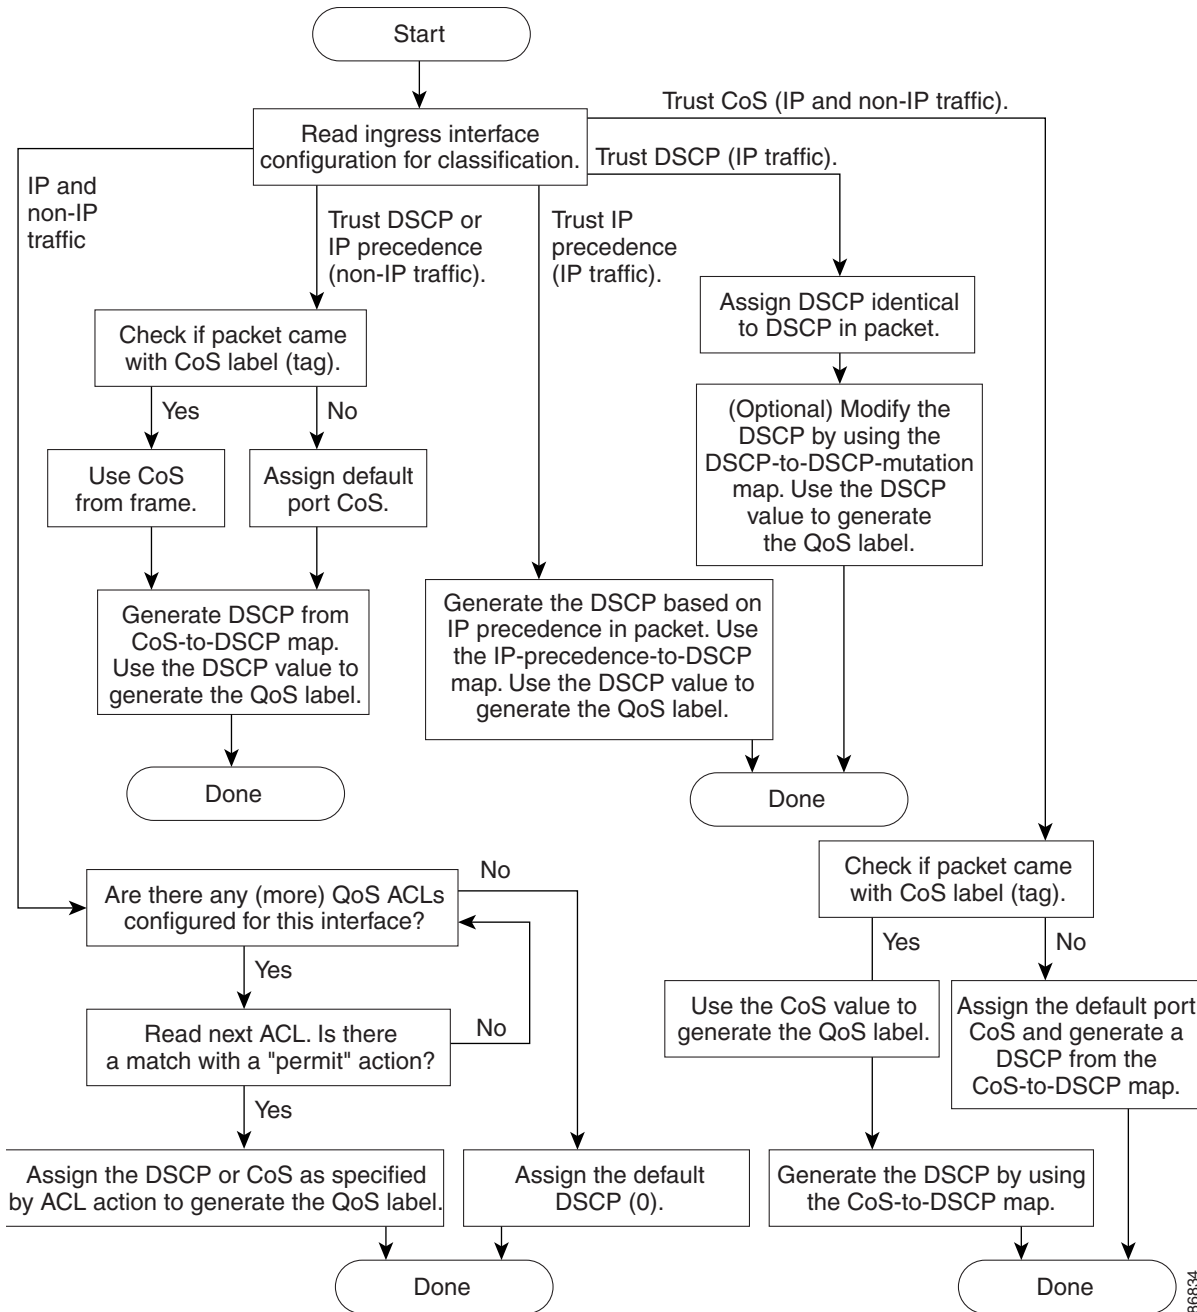 Start
Trust CoS (IP and non-IP traffic).
Read ingress interface
configuration for classification.
Trust DSCP (IP traffic).
IP and
non-IP
traffic
Trust DSCP or
IP precedence
(non-IP traffic).
Trust IP
precedence
(IP traffic).
Assign DSCP identical
to DSCP in packet.
Check if packet came
with CoS label (tag).
Yes
No
(Optional) Modify the
DSCP by using the
DSCP-to-DSCP-mutation
map. Use the DSCP
value to generate
the QoS label.
Use CoS
from frame.
Assign default
port CoS.
Generate DSCP from
CoS-to-DSCP map.
Use the DSCP value to
generate the QoS label.
Generate the DSCP based on
IP precedence in packet. Use
the IP-precedence-to-DSCP
map. Use the DSCP value to
generate the QoS label.
Done
Done
Check if packet came
with CoS label (tag).
Are there any (more) QoS ACLs
configured for this interface?
No
Yes
No
Yes
Read next ACL. Is there
a match with a "permit" action?
No
Use the CoS value to
generate the QoS label.
Assign the default port
CoS and generate a
DSCP from the
CoS-to-DSCP map.
Yes
Assign the DSCP or CoS as specified
by ACL action to generate the QoS label.
Assign the default
DSCP (0).
Generate the DSCP by using
the CoS-to-DSCP map.
Done
Done
86834